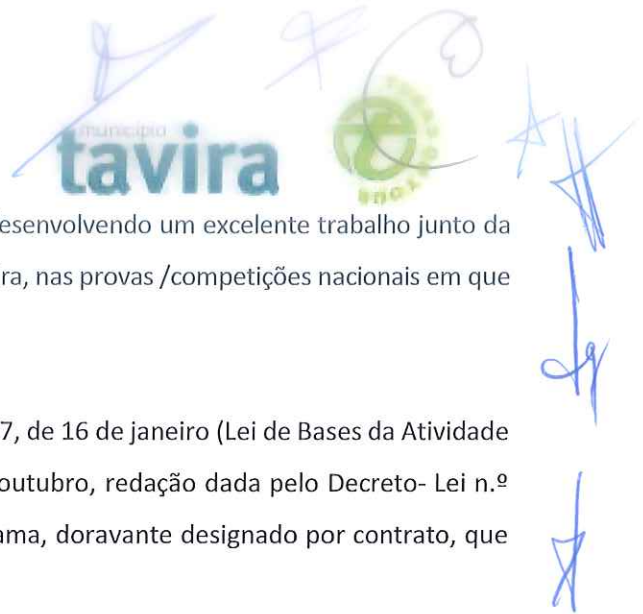 município
tavira
esenvolvendo um excelente trabalho junto da
ra, nas provas /competições nacionais em que
7, de 16 de janeiro (Lei de Bases da Atividade
outubro, redação dada pelo Decreto- Lei n.º
ama, doravante designado por contrato, que